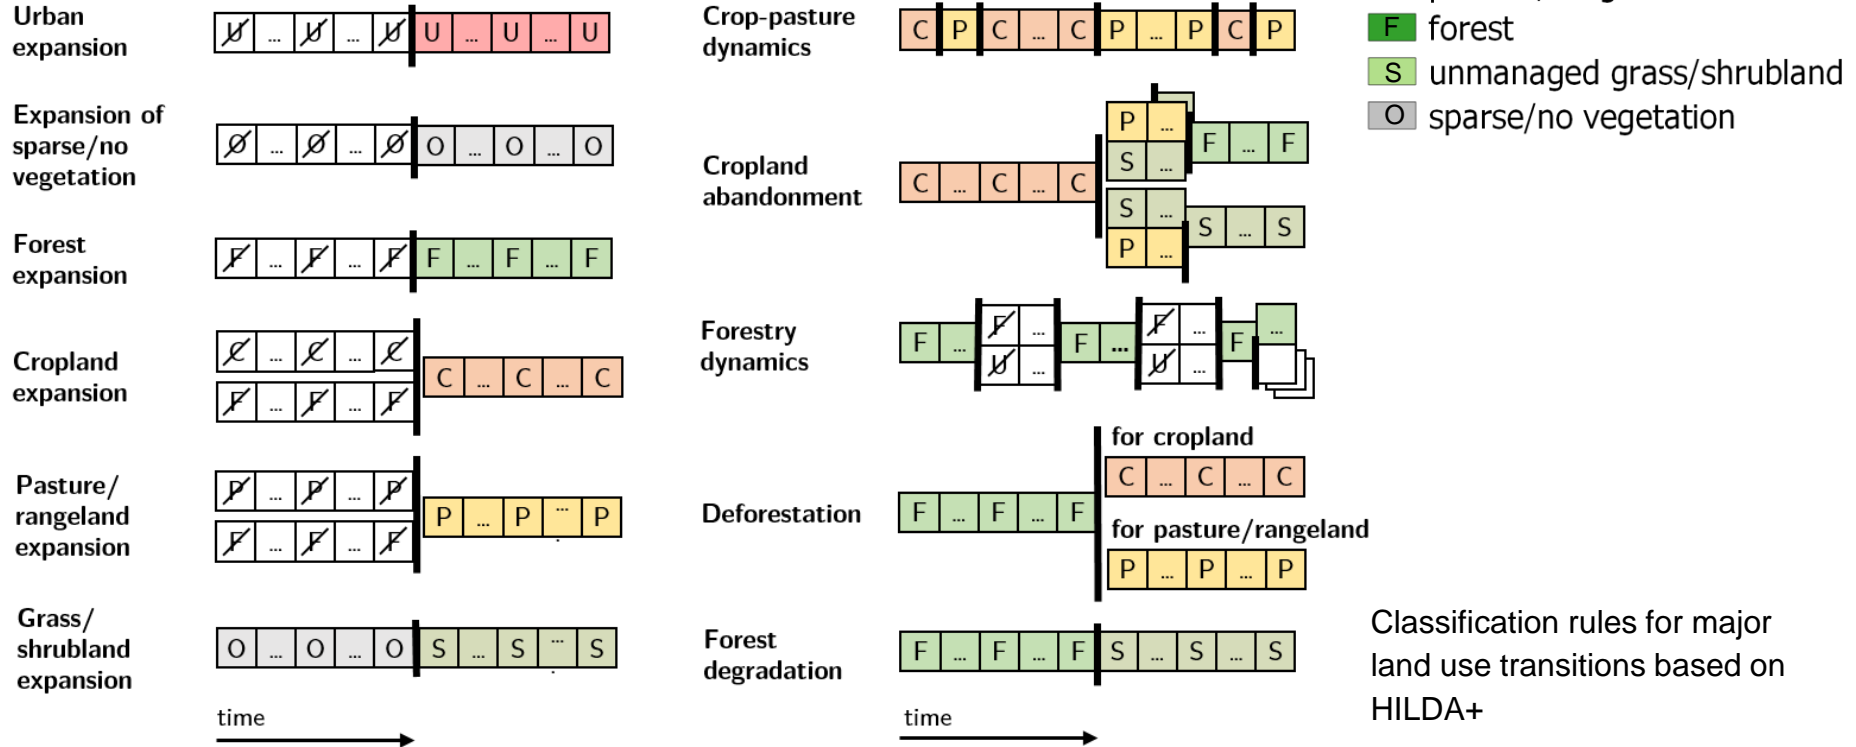 Urban
expansion
U ... U ... U U ... U ... U
Expansion of
sparse/no
vegetation
O ... O ... O O ... O ... O
Forest
expansion
F ... F ... F F ... F ... F
Cropland
expansion
C ... C ... C
F ... F ... F
C ... C ... C
Pasture/
rangeland
expansion
P ... P ... P
F ... F ... F
P ... P ... P
Grass/
shrubland
expansion
O ... O ... O S ... S ... S
time
Crop-pasture
dynamics
C P C ... C P ... P C P
Cropland
abandonment
C ... C ... C
P ...
S ...
F ... F
S ...
P ...
S ... S
Forestry
dynamics
F ...
F ...
U ...
F ...
F ...
U ...
F
...
Deforestation
F ... F ... F
for cropland
C ... C ... C
for pasture/rangeland
P ... P ... P
Forest
degradation
F ... F ... F S ... S ... S
time
F forest
S unmanaged grass/shrubland
O sparse/no vegetation
Classification rules for major
land use transitions based on
HILDA+